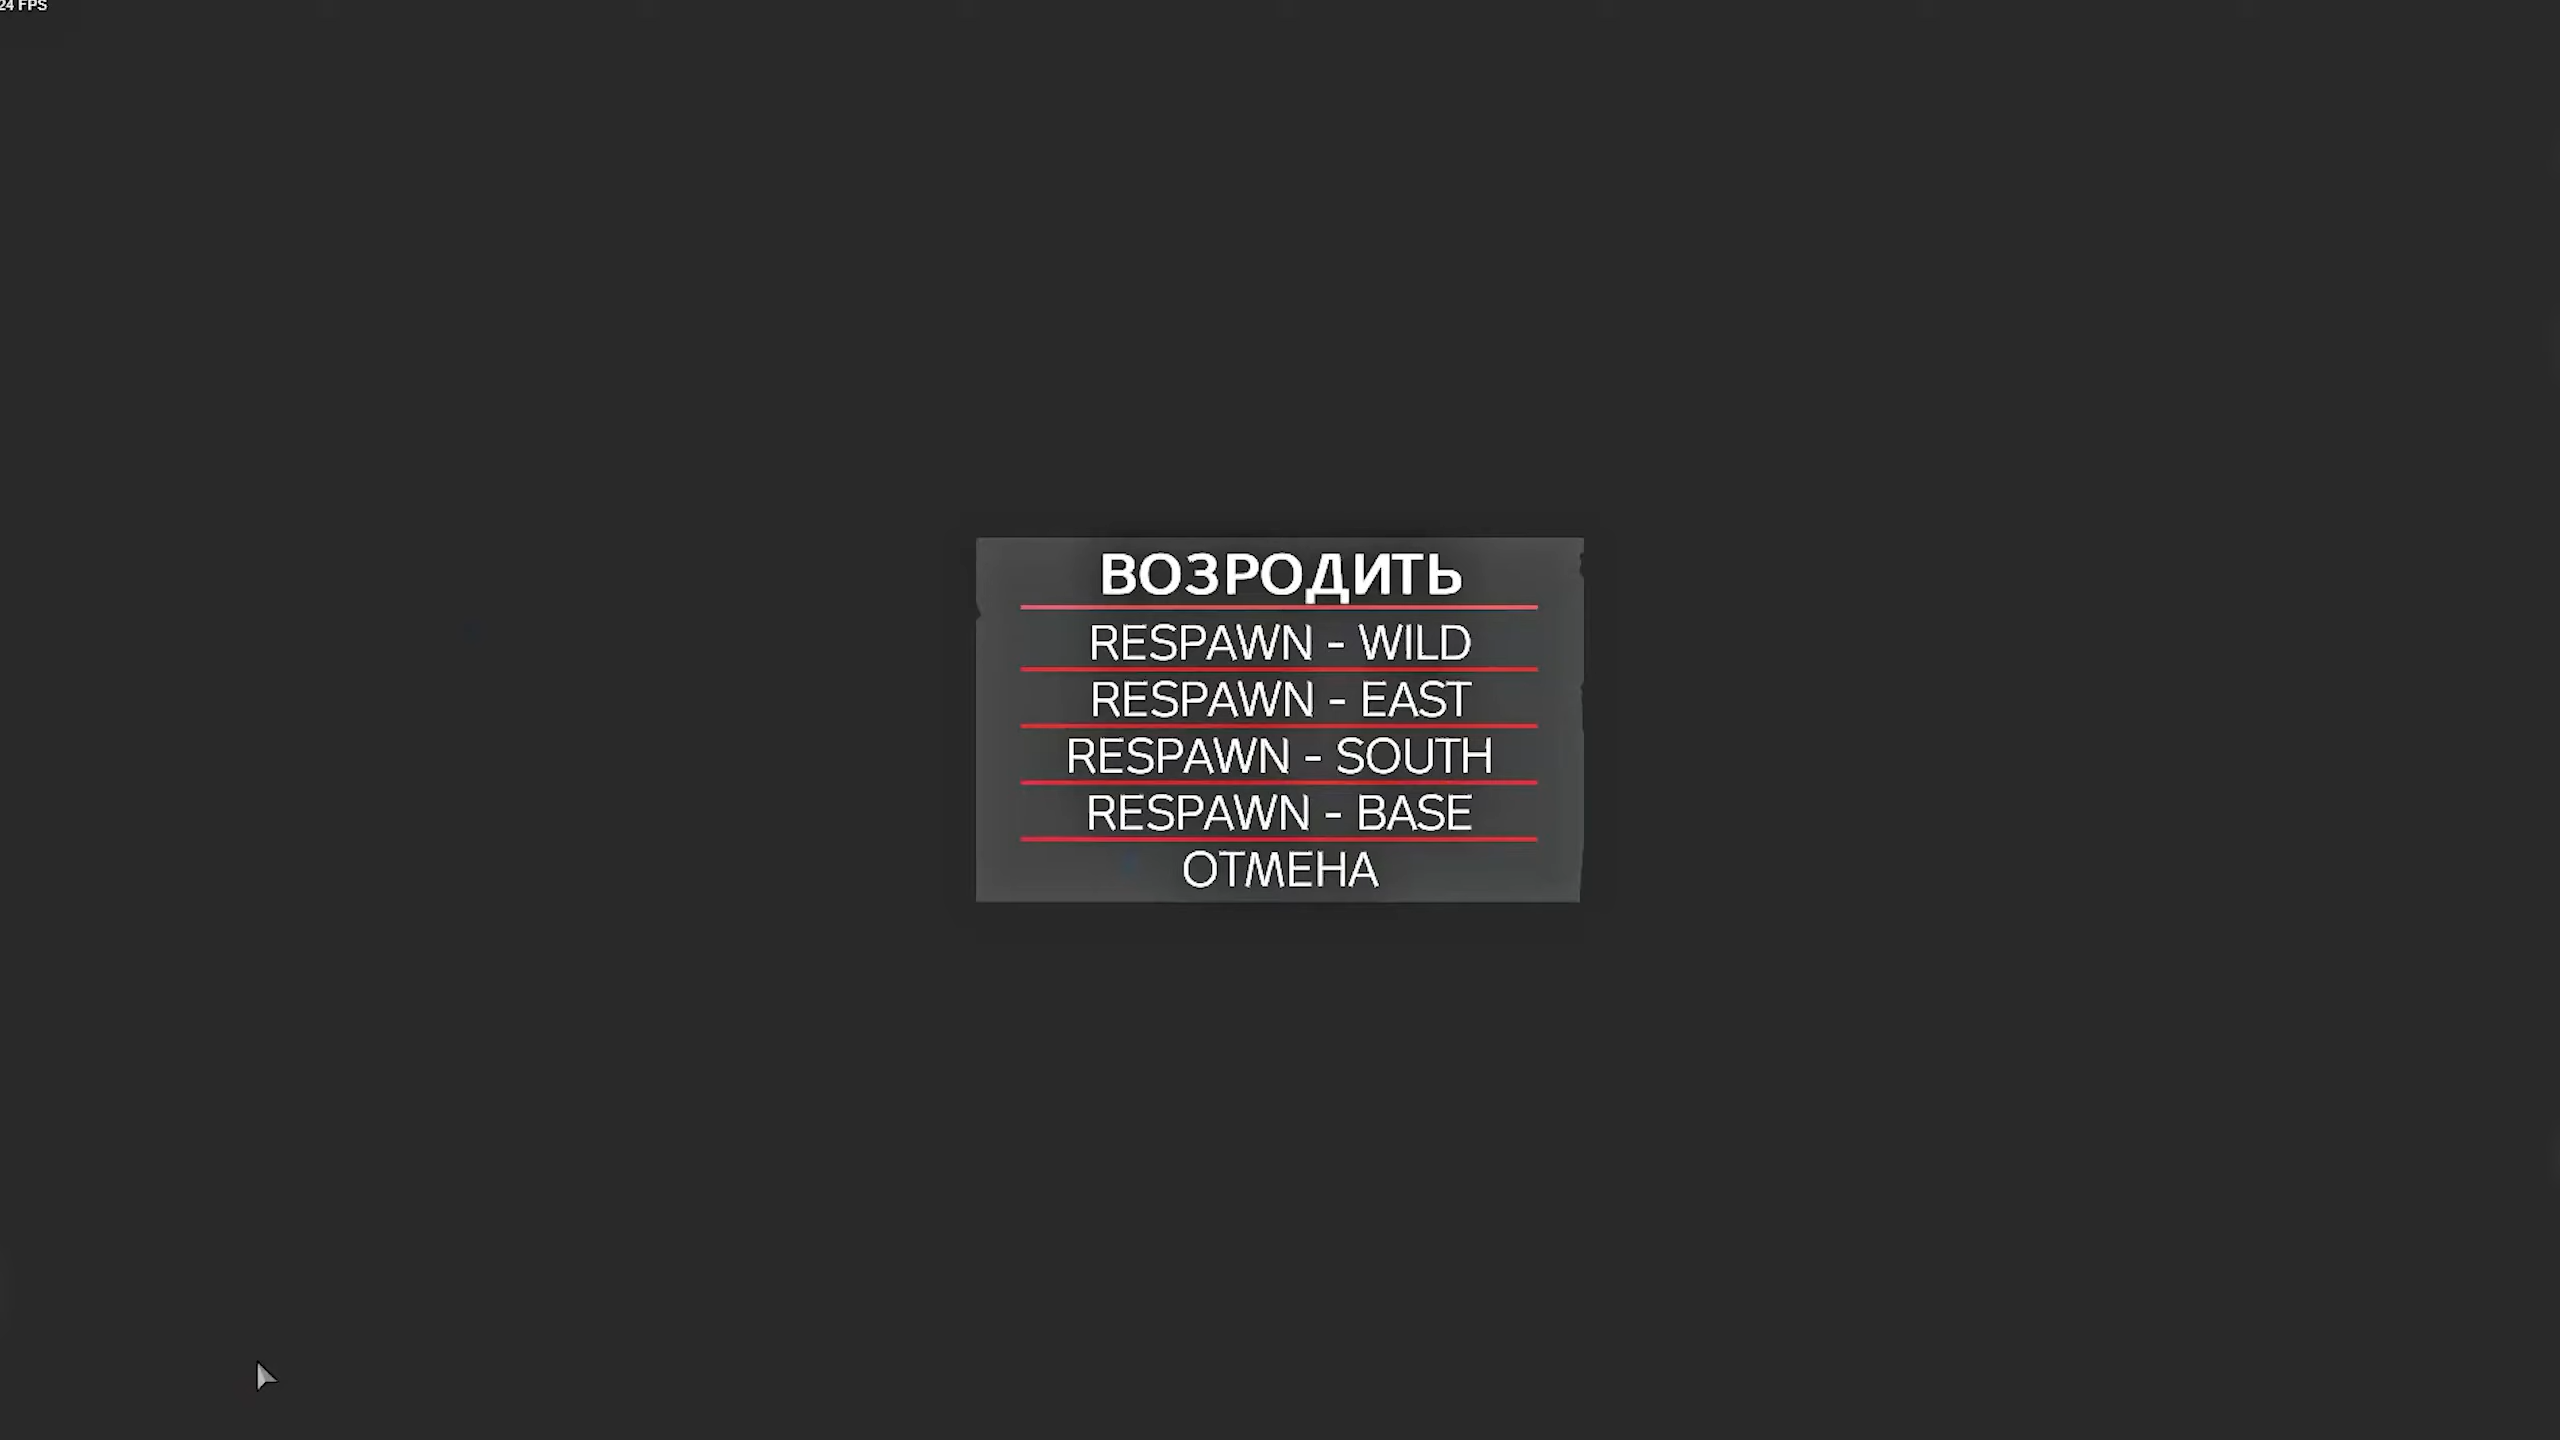 24 FPS
ВОЗРОДИТЬ
RESPAWN - WILD
RESPAWN - EAST
RESPAWN - SOUTH
RESPAWN - BASE
ОТМЕНА